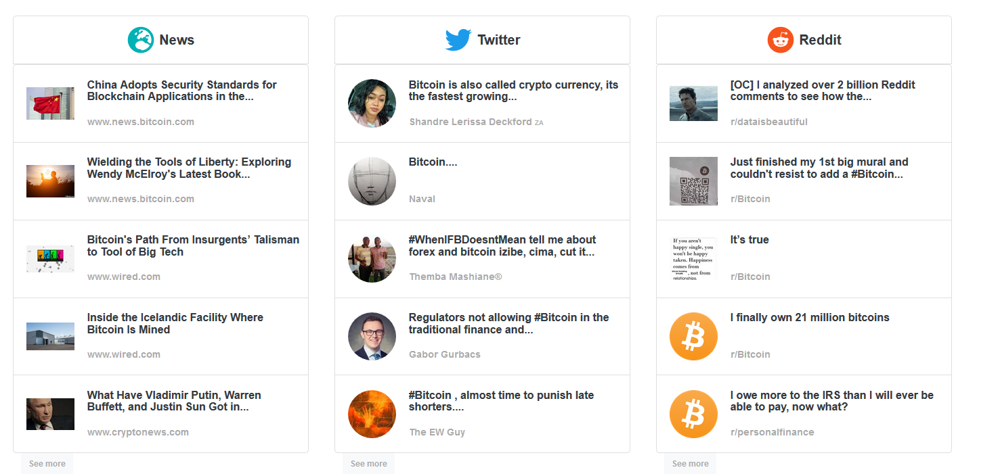 News
China Adopts Security Standards for
Blockchain Applications in the...
www.news.bitcoin.com
Wielding the Tools of Liberty: Exploring
Wendy McElroy's Latest Book...
www.news.bitcoin.com
Bitcoin's Path From Insurgents’ Talisman
to Tool of Big Tech
www.wired.com
Inside the Icelandic Facility Where
Bitcoin Is Mined
www.wired.com
What Have Vladimir Putin, Warren
Buffett, and Justin Sun Got in...
www.cryptonews.com
See more
Twitter
Bitcoin is also called crypto currency, its
the fastest growing...
Shandre Lerissa Deckford ZA
Bitcoin....
Naval
#WhenIFBDoesntMean tell me about
forex and bitcoin izibe, cima, cut it...
Themba Mashiane®
Regulators not allowing #Bitcoin in the
traditional finance and...
Gabor Gurbacs
#Bitcoin , almost time to punish late
shorters....
The EW Guy
See more
Reddit
[OC] I analyzed over 2 billion Reddit
comments to see how the...
r/dataisbeautiful
Just finished my 1st big mural and
couldn't resist to add a #Bitcoin...
r/Bitcoin
If you aren't
happy single, you
won't be happy
taken. Happiness
comes from
, not from
relationships.
It’s true
r/Bitcoin
I finally own 21 million bitcoins
r/Bitcoin
I owe more to the IRS than I will ever be
able to pay, now what?
r/personalfinance
See more